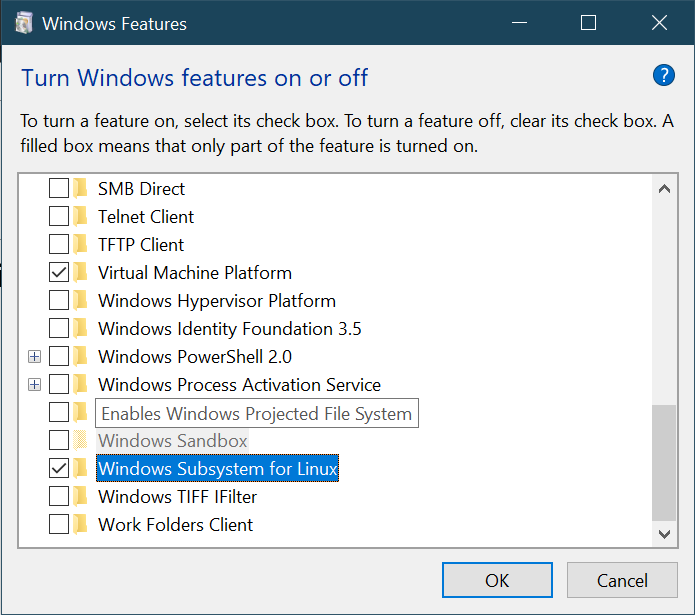 Windows Features
Turn Windows features on or off
?
To turn a feature on, select its check box. To turn a feature off, clear its check box. A
filled box means that only part of the feature is turned on.
SMB Direct
Telnet Client
TFTP Client
Virtual Machine Platform
Windows Hypervisor Platform
Windows Identity Foundation 3.5
Windows PowerShell 2.0
Windows Process Activation Service
Enables Windows Projected File System
Windows Sandbox
Windows Subsystem for Linux
Windows TIFF IFilter
Work Folders Client
OK
Cancel